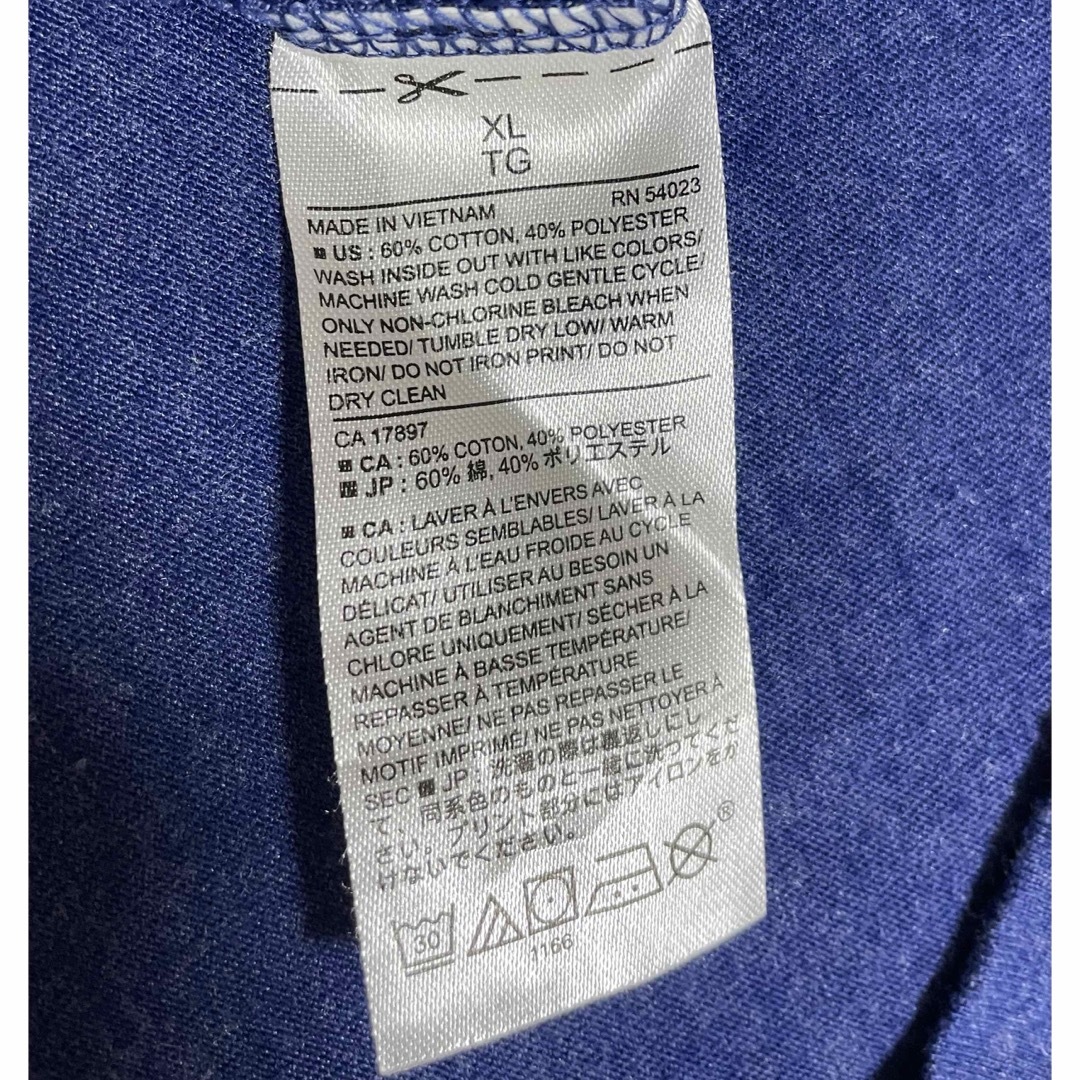 XL
TG
RN 54023
MADE IN VIETNAM
US : 60% COTTON, 40% POLYESTER
WASH INSIDE OUT WITH LIKE COLORS/
MACHINE WASH COLD GENTLE CYCLE/
ONLY NON-CHLORINE BLEACH WHEN
NEEDED/ TUMBLE DRY LOW/ WARM
IRON/ DO NOT IRON PRINT/ DO NOT
DRY CLEAN
CA 17897
CA : 60% COTON, 40% POLYESTER
JP : 60% 綿, 40% ポリエステル
CA : LAVER À L'ENVERS AVEC
COULEURS SEMBLABLES/ LAVER À LA
MACHINE À L'EAU FROIDE AU CYCLE
DÉLICAT/ UTILISER AU BESOIN UN
AGENT DE BLANCHIMENT SANS
CHLORE UNIQUEMENT/ SÉCHER À LA
MACHINE À BASSE TEMPÉRATURE/
REPASSER À TEMPÉRATURE
MOYENNE/ NE PAS REPASSER LE
MOTIF IMPRIMÉ/ NE PAS NETTOYER À
SEC JP : 洗濯の際は裏返しにし
て、同系色のものと一緒に洗ってくだ
さい。プリント部分にはアイロンをか
けないでください。
30
®
1166